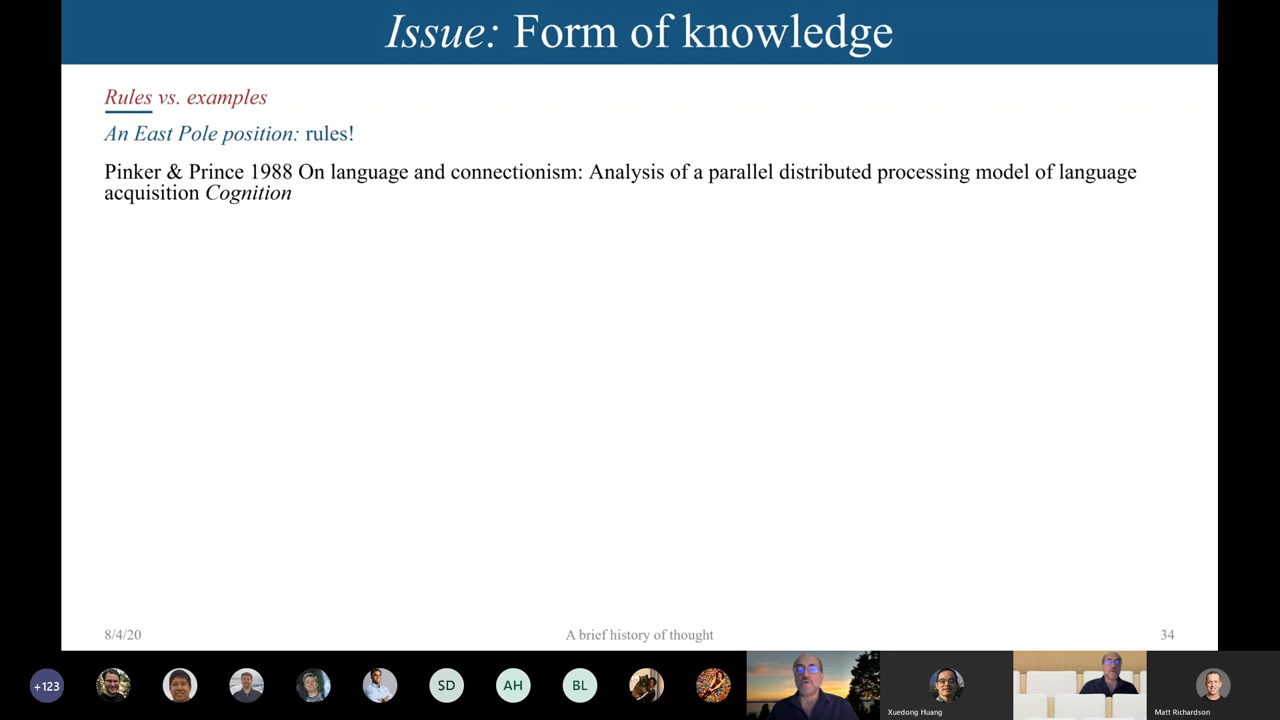 Issue: Form of knowledge
Rules vs. examples
An East Pole position: rules!
Pinker & Prince 1988 On language and connectionism: Analysis of a parallel distributed processing model of language
acquisition Cognition
8/4/20
A brief history of thought
34
+123
SD
AH
BL
Xuedong Huang
Matt Richardson